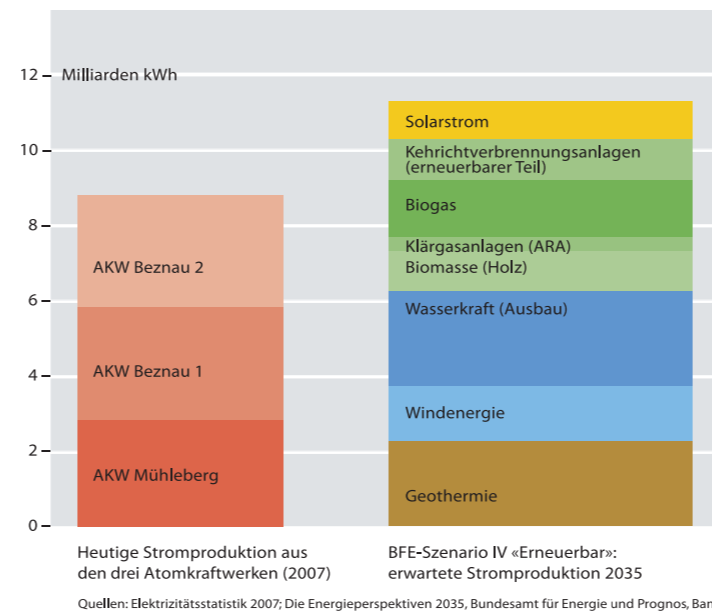 12 – Milliarden kWh
10 –
8 –
6 –
4 –
2 –
0 –
AKW Beznau 2
AKW Beznau 1
AKW Mühleberg
Solarstrom
Kehrichtverbrennungsanlagen
(erneuerbarer Teil)
Biogas
Klärgasanlagen (ARA)
Biomasse (Holz)
Wasserkraft (Ausbau)
Windenergie
Geothermie
Heutige Stromproduktion aus
den drei Atomkraftwerken (2007)
BFE-Szenario IV «Erneuerbar»:
erwartete Stromproduktion 2035
Quellen: Elektrizitätsstatistik 2007; Die Energieperspektiven 2035, Bundesamt für Energie und Prognos,